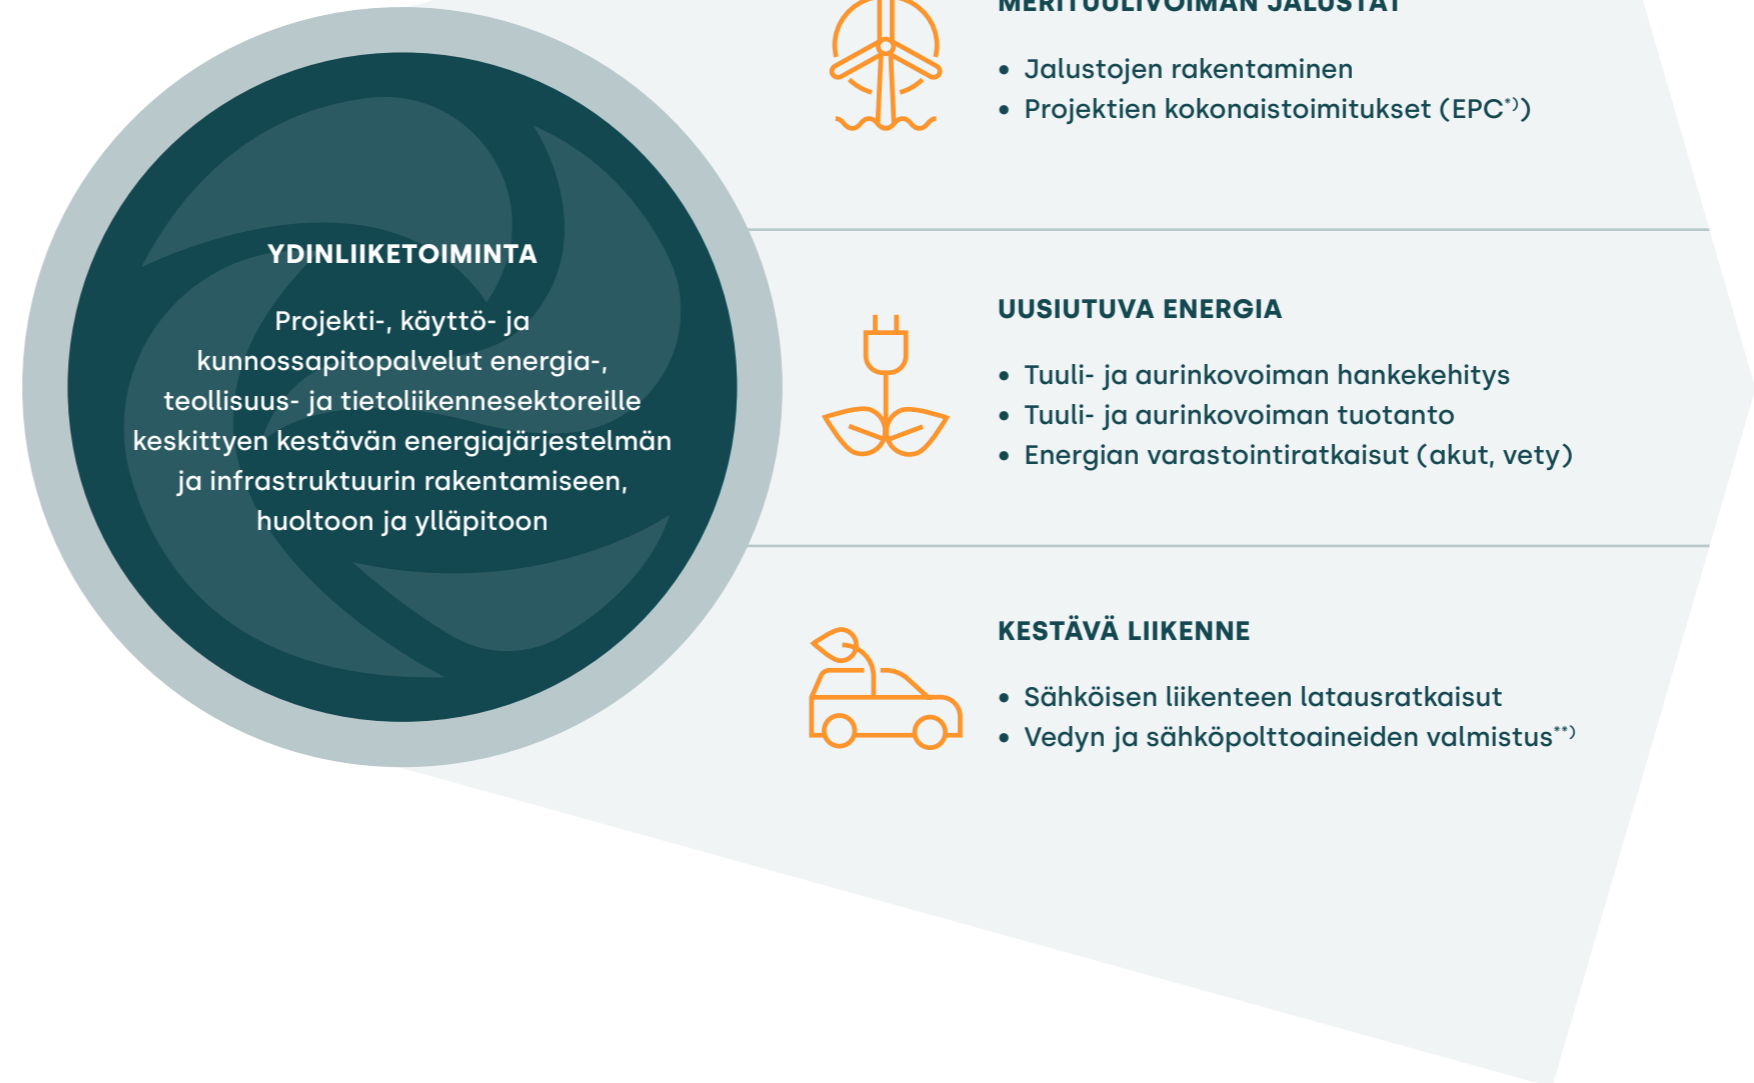 YDINLIIKETOIMINTA
Projekti-, käyttö- ja
kunnossapitopalvelut energia-,
teollisuus- ja tietoliikennesektoreille
keskittyen kestävän energiajärjestelmän
ja infrastruktuurin rakentamiseen,
huoltoon ja ylläpitoon
MERITUULIVOIMAN JALUSTAT
• Jalustojen rakentaminen
• Projektien kokonaistoimitukset (EPC*))
UUSIUTUVA ENERGIA
• Tuuli- ja aurinkovoiman hankekehitys
• Tuuli- ja aurinkovoiman tuotanto
• Energian varastointiratkaisut (akut, vety)
KESTÄVÄ LIIKENNE
• Sähköisen liikenteen latausratkaisut
• Vedyn ja sähköpolttoaineiden valmistus**)